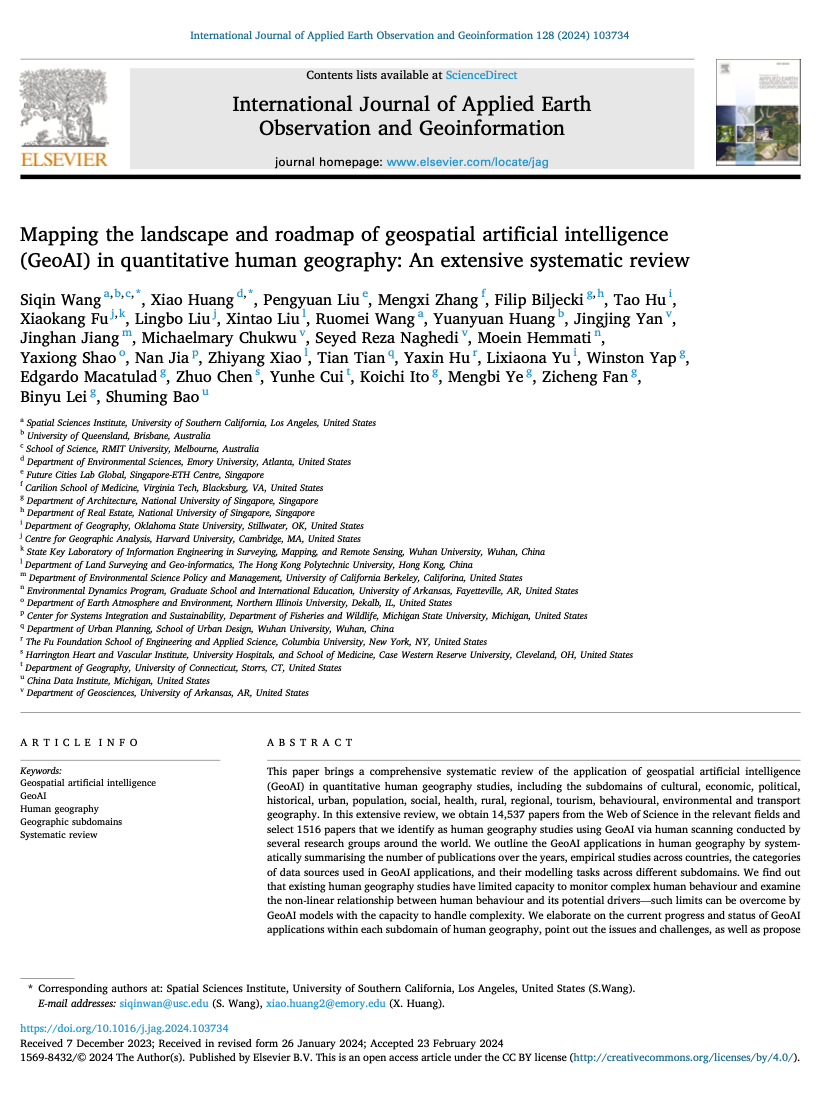 International Journal of Applied Earth Observation and Geoinformation 128 (2024) 103734
Contents lists available at ScienceDirect
International Journal of Applied Earth
Observation and Geoinformation
journal homepage: www.elsevier.com/locate/jag
ELSEVIER
Mapping the landscape and roadmap of geospatial artificial intelligence
(GeoAI) in quantitative human geography: An extensive systematic review
Siqin Wang a,b,c,*, Xiao Huang d,*, Pengyuan Liu e, Mengxi Zhang f, Filip Biljecki g,h, Tao Hu i,
Xiaokang Fu j,k, Lingbo Liu j, Xintao Liu l, Ruomei Wang a, Yuanyuan Huang b, Jingjing Yan v,
Jinghan Jiang m, Michaelmary Chukwu v, Seyed Reza Naghedi v, Moein Hemmati n,
Yaxiong Shao o, Nan Jia p, Zhiyang Xiao l, Tian Tian q, Yaxin Hu r, Lixiaona Yu i, Winston Yap g,
Edgardo Macatulad g, Zhuo Chen s, Yunhe Cui t, Koichi Ito g, Mengbi Ye g, Zicheng Fan g,
Binyu Lei g, Shuming Bao u
a Spatial Sciences Institute, University of Southern California, Los Angeles, United States
b University of Queensland, Brisbane, Australia
c School of Science, RMIT University, Melbourne, Australia
d Department of Environmental Sciences, Emory University, Atlanta, United States
e Future Cities Lab Global, Singapore-ETH Centre, Singapore
f Carilion School of Medicine, Virginia Tech, Blacksburg, VA, United States
g Department of Architecture, National University of Singapore, Singapore
h Department of Real Estate, National University of Singapore, Singapore
i Department of Geography, Oklahoma State University, Stillwater, OK, United States
j Centre for Geographic Analysis, Harvard University, Cambridge, MA, United States
k State Key Laboratory of Information Engineering in Surveying, Mapping, and Remote Sensing, Wuhan University, Wuhan, China
l Department of Land Surveying and Geo-informatics, The Hong Kong Polytechnic University, Hong Kong, China
m Department of Environmental Science Policy and Management, University of California Berkeley, Califorina, United States
n Environmental Dynamics Program, Graduate School and International Education, University of Arkansas, Fayetteville, AR, United States
o Department of Earth Atmosphere and Environment, Northern Illinois University, Dekalb, IL, United States
p Center for Systems Integration and Sustainability, Department of Fisheries and Wildlife, Michigan State University, Michigan, United States
q Department of Urban Planning, School of Urban Design, Wuhan University, Wuhan, China
r The Fu Foundation School of Engineering and Applied Science, Columbia University, New York, NY, United States
s Harrington Heart and Vascular Institute, University Hospitals, and School of Medicine, Case Western Reserve University, Cleveland, OH, United States
t Department of Geography, University of Connecticut, Storrs, CT, United States
u China Data Institute, Michigan, United States
v Department of Geosciences, University of Arkansas, AR, United States
ARTICLE INFO
Keywords:
Geospatial artificial intelligence
GeoAI
Human geography
Geographic subdomains
Systematic review
ABSTRACT
This paper brings a comprehensive systematic review of the application of geospatial artificial intelligence
(GeoAI) in quantitative human geography studies, including the subdomains of cultural, economic, political,
historical, urban, population, social, health, rural, regional, tourism, behavioural, environmental and transport
geography. In this extensive review, we obtain 14,537 papers from the Web of Science in the relevant fields and
select 1516 papers that we identify as human geography studies using GeoAI via human scanning conducted by
several research groups around the world. We outline the GeoAI applications in human geography by system-
atically summarising the number of publications over the years, empirical studies across countries, the categories
of data sources used in GeoAI applications, and their modelling tasks across different subdomains. We find out
that existing human geography studies have limited capacity to monitor complex human behaviour and examine
the non-linear relationship between human behaviour and its potential drivers—such limits can be overcome by
GeoAI models with the capacity to handle complexity. We elaborate on the current progress and status of GeoAI
applications within each subdomain of human geography, point out the issues and challenges, as well as propose
* Corresponding authors at: Spatial Sciences Institute, University of Southern California, Los Angeles, United States (S.Wang).
E-mail addresses: siqinwan@usc.edu (S. Wang), xiao.huang2@emory.edu (X. Huang).
https://doi.org/10.1016/j.jag.2024.103734
Received 7 December 2023; Received in revised form 26 January 2024; Accepted 23 February 2024
1569-8432/© 2024 The Author(s). Published by Elsevier B.V. This is an open access article under the CC BY license (http://creativecommons.org/licenses/by/4.0/).